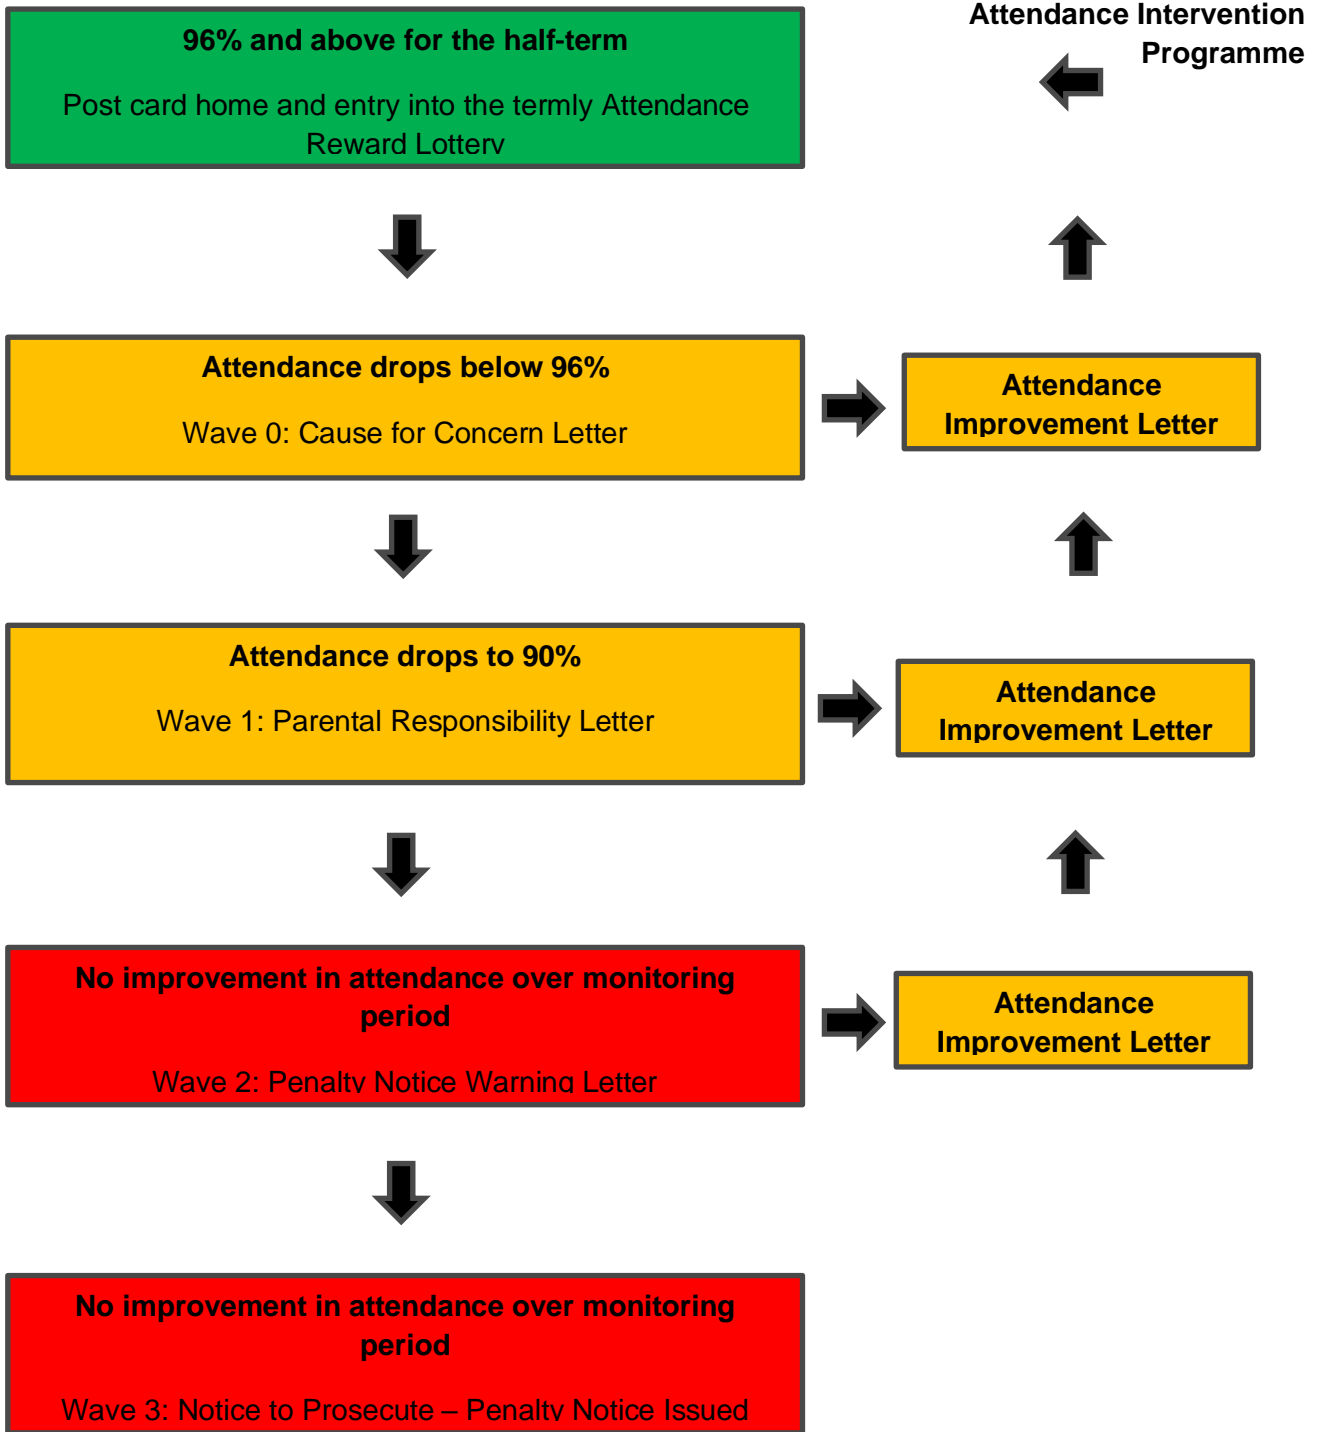 Attendance Intervention
Programme
96% and above for the half-term
Post card home and entry into the termly Attendance
Reward Lottery
Attendance drops below 96%
Wave 0: Cause for Concern Letter
Attendance
Improvement Letter
Attendance drops to 90%
Wave 1: Parental Responsibility Letter
Attendance
Improvement Letter
No improvement in attendance over monitoring
period
Wave 2: Penalty Notice Warning Letter
Attendance
Improvement Letter
No improvement in attendance over monitoring
period
Wave 3: Notice to Prosecute – Penalty Notice Issued